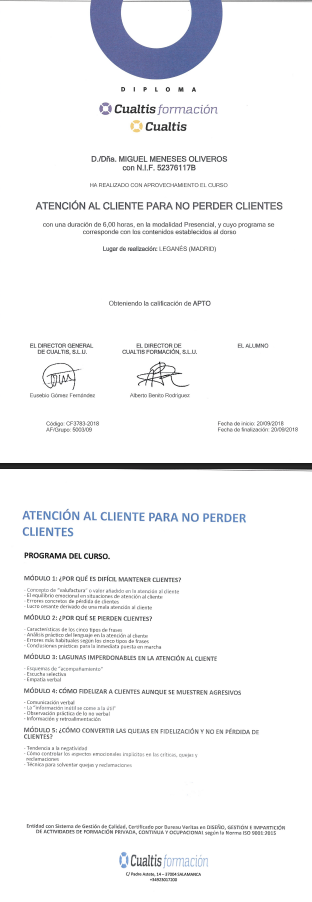 DIPLOMA
Cualtis formación
Cualtis
D./Dña. MIGUEL MENESES OLIVEROS
con N.I.F. 52376117B
HA REALIZADO CON APROVECHAMIENTO EL CURSO
ATENCIÓN AL CLIENTE PARA NO PERDER CLIENTES
con una duración de 6,00 horas, en la modalidad Presencial, y cuyo programa se
corresponde con los contenidos establecidos al dorso
Lugar de realización: LEGANÉS (MADRID)
Obteniendo la calificación de APTO
EL DIRECTOR GENERAL
DE CUALTIS, S.L.U.
EL DIRECTOR DE
CUALTIS FORMACIÓN, S.L.U.
EL ALUMNO
Eusebio Gómez Fernández
Alberto Benito Rodríguez
Código: CF3783-2018
AF/Grupo: 5003/09
Fecha de inicio: 20/09/2018
Fecha de finalización: 20/09/2018
ATENCIÓN AL CLIENTE PARA NO PERDER
CLIENTES
PROGRAMA DEL CURSO.
MÓDULO 1: ¿POR QUÉ ES DIFÍCIL MANTENER CLIENTES?
- Concepto de "valufactura" o valor añadido en la atención al cliente
- El equilibrio emocional en situaciones de atención al cliente
- Errores concretos de pérdida de clientes
- Lucro cesante derivado de una mala atención al cliente
MÓDULO 2: ¿POR QUÉ SE PIERDEN CLIENTES?
- Características de los cinco tipos de frases
- Análisis práctico del lenguaje en la atención al cliente
- Errores más habituales según los cinco tipos de frases
- Conclusiones prácticas para la inmediata puesta en marcha
MÓDULO 3: LAGUNAS IMPERDONABLES EN LA ATENCIÓN AL CLIENTE
- Esquemas de "acompañamiento"
- Escucha selectiva
- Empatía verbal
MÓDULO 4: CÓMO FIDELIZAR A CLIENTES AUNQUE SE MUESTREN AGRESIVOS
- Comunicación verbal
- La "información inútil se come a la útil"
- Observación práctica de lo no verbal
- Información y retroalimentación
MÓDULO 5: ¿CÓMO CONVERTIR LAS QUEJAS EN FIDELIZACIÓN Y NO EN PÉRDIDA DE
CLIENTES?
- Tendencia a la negatividad
- Cómo controlar los aspectos emocionales implícitos en las críticas, quejas y
reclamaciones
- Técnica para solventar quejas y reclamaciones
Entidad con Sistema de Gestión de Calidad, Certificado por Bureau Veritas en DISEÑO, GESTIÓN E IMPARTICIÓN
DE ACTIVIDADES DE FORMACIÓN PRIVADA, CONTINUA Y OCUPACIONAL según la Norma ISO 9001:2015
Cualtis formación
C/ Padre Astete, 14 – 37004 SALAMANCA
+34923017200